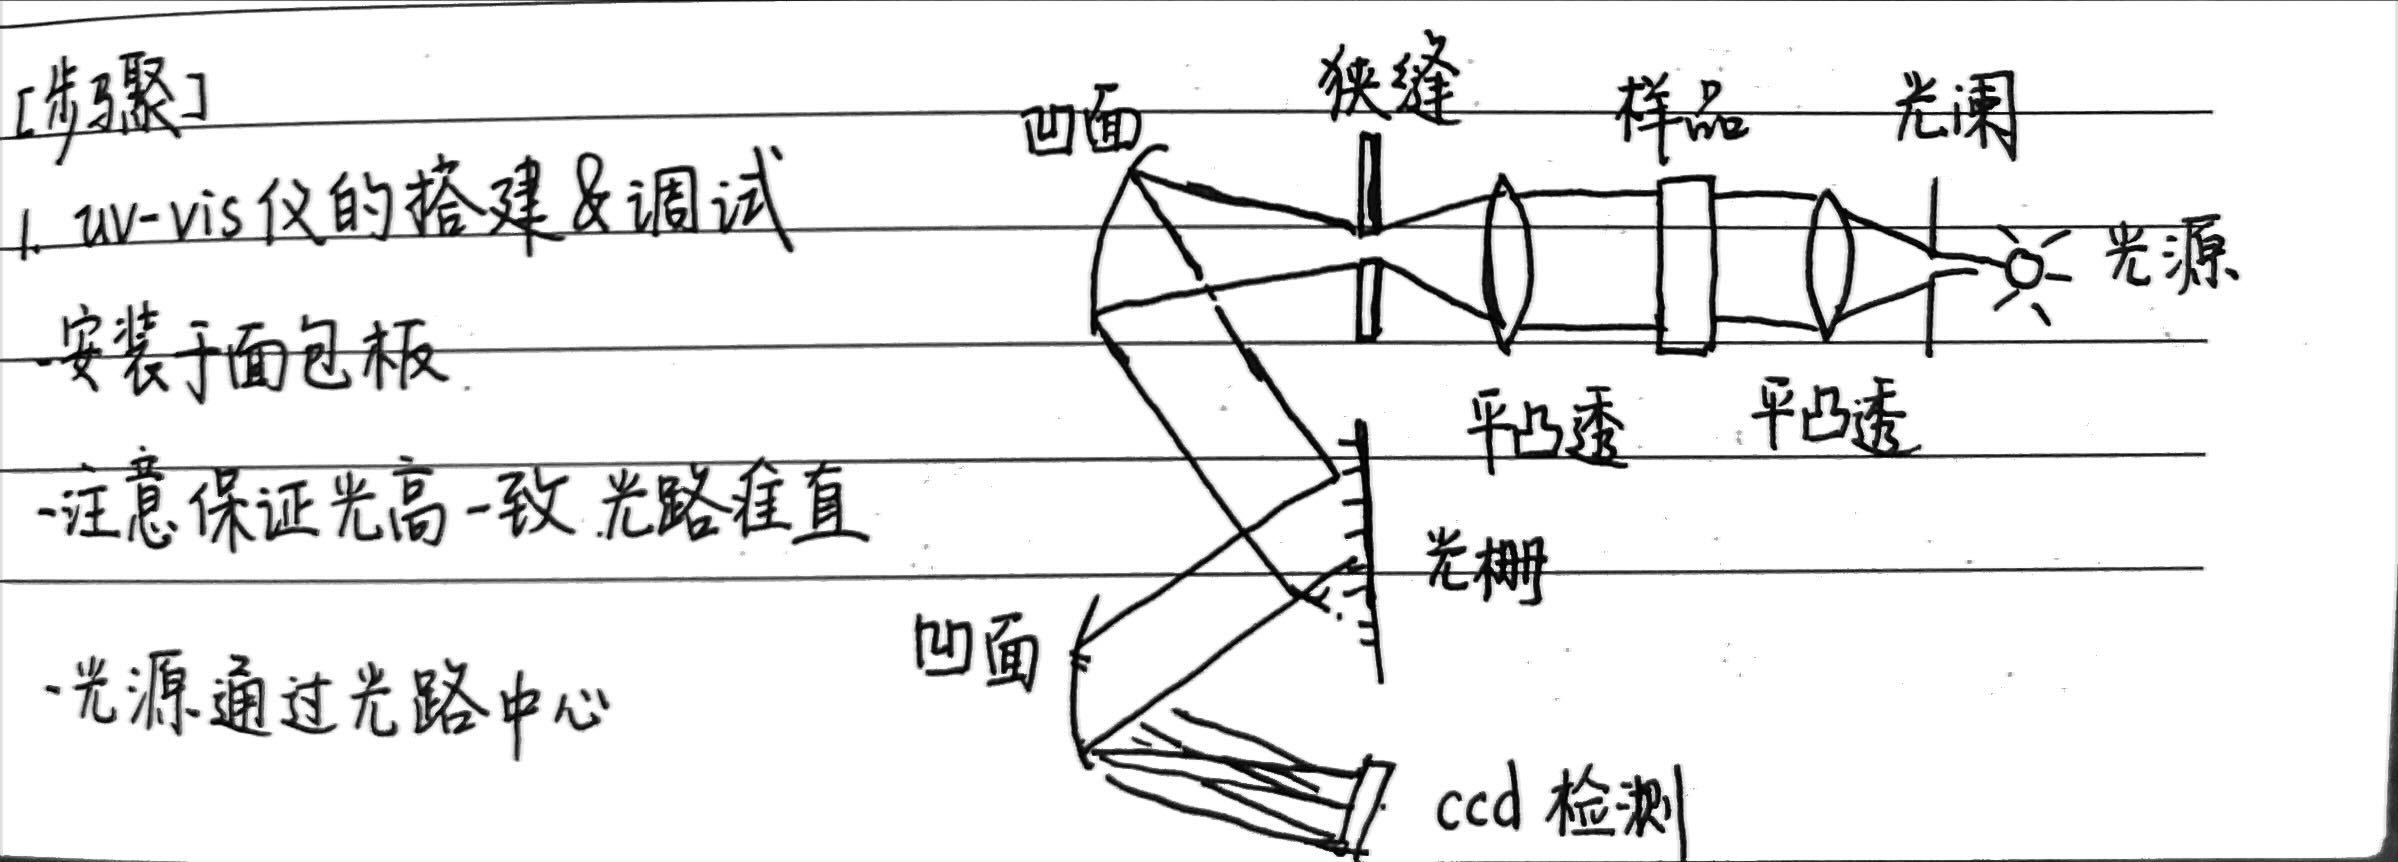 [步骤]
1. uv-vis仪的搭建&调试
-安装于面包板.
-注意保证光高一致.光路准直
-光源通过光路中心
凹面
狭缝
样品
光阑
光源
平凸透
平凸透
光栅
凹面
ccd 检测